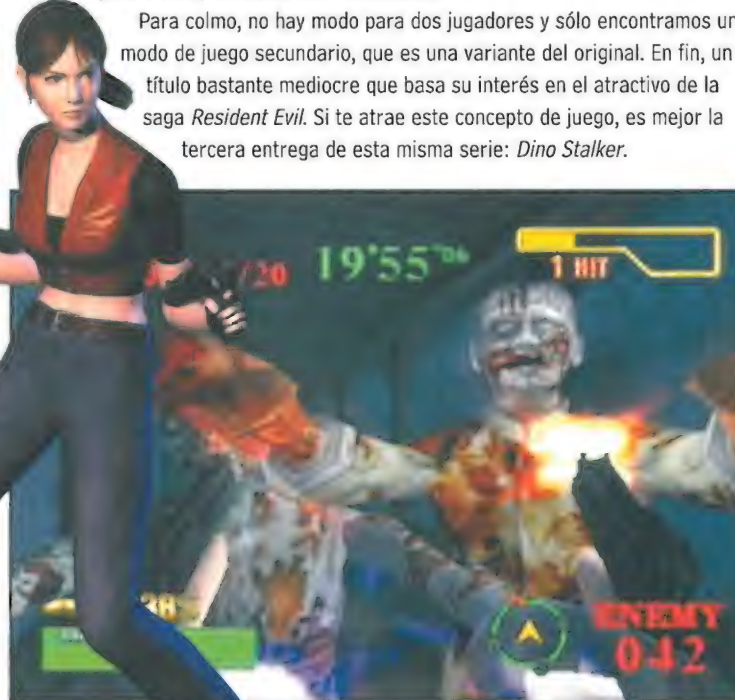 Para colmo, no hay modo para dos jugadores y sólo encontramos un
modo de juego secundario, que es una variante del original. En fin, un
título bastante mediocre que basa su interés en el atractivo de la
saga Resident Evil. Si te atrae este concepto de juego, es mejor la
tercera entrega de esta misma serie: Dino Stalker.
/20
19'55"06
1 HIT
ENEMY
042